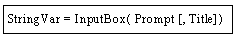 StringVar = InputBox( Prompt [, Title])